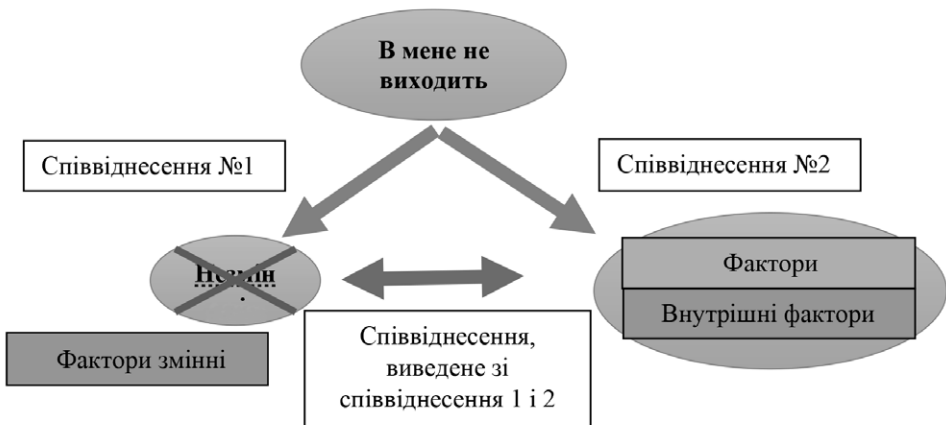 В мене не
виходить
Співвіднесення №1
Співвіднесення №2
Фактори
Внутрішні фактори
Фактори змінні
Співвіднесення,
виведене зі
співвіднесення 1 і 2